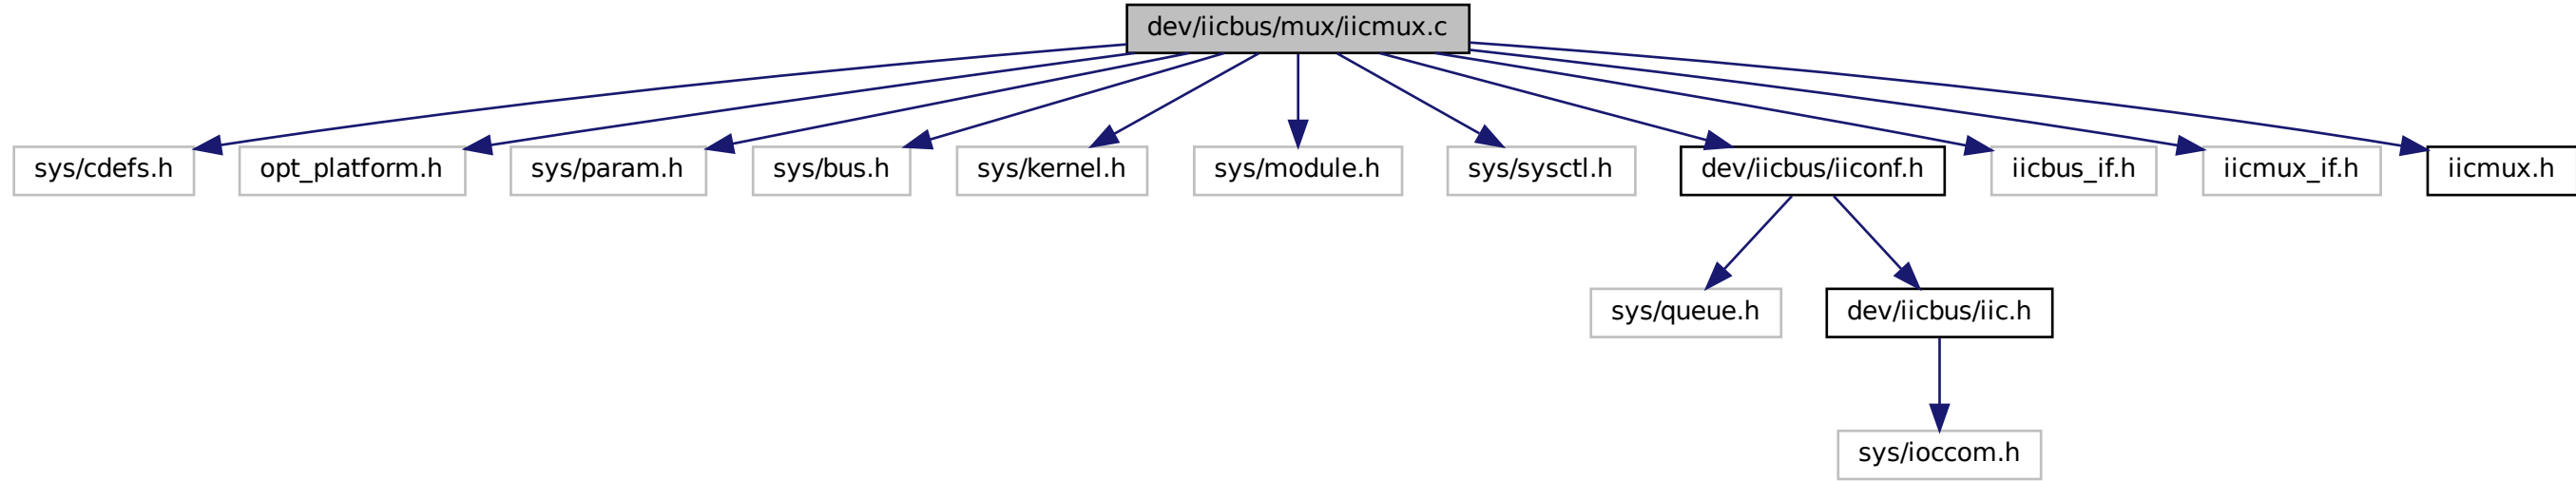 dev/iicbus/mux/iicmux.c
sys/cdefs.h
opt_platform.h
sys/param.h
sys/bus.h
sys/kernel.h
sys/module.h
sys/sysctl.h
dev/iicbus/iiconf.h
iicbus_if.h
iicmux_if.h
iicmux.h
sys/queue.h
dev/iicbus/iic.h
sys/ioccom.h